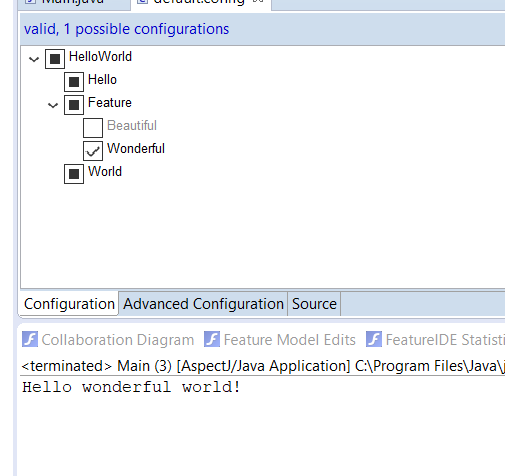 Main.java default.config
valid, 1 possible configurations
HelloWorld
Hello
Feature
Beautiful
Wonderful
World
Configuration Advanced Configuration Source
Collaboration Diagram Feature Model Edits FeatureIDE Statisti
<terminated> Main (3) [AspectJ/Java Application] C:\Program Files\Java\j
Hello wonderful world!